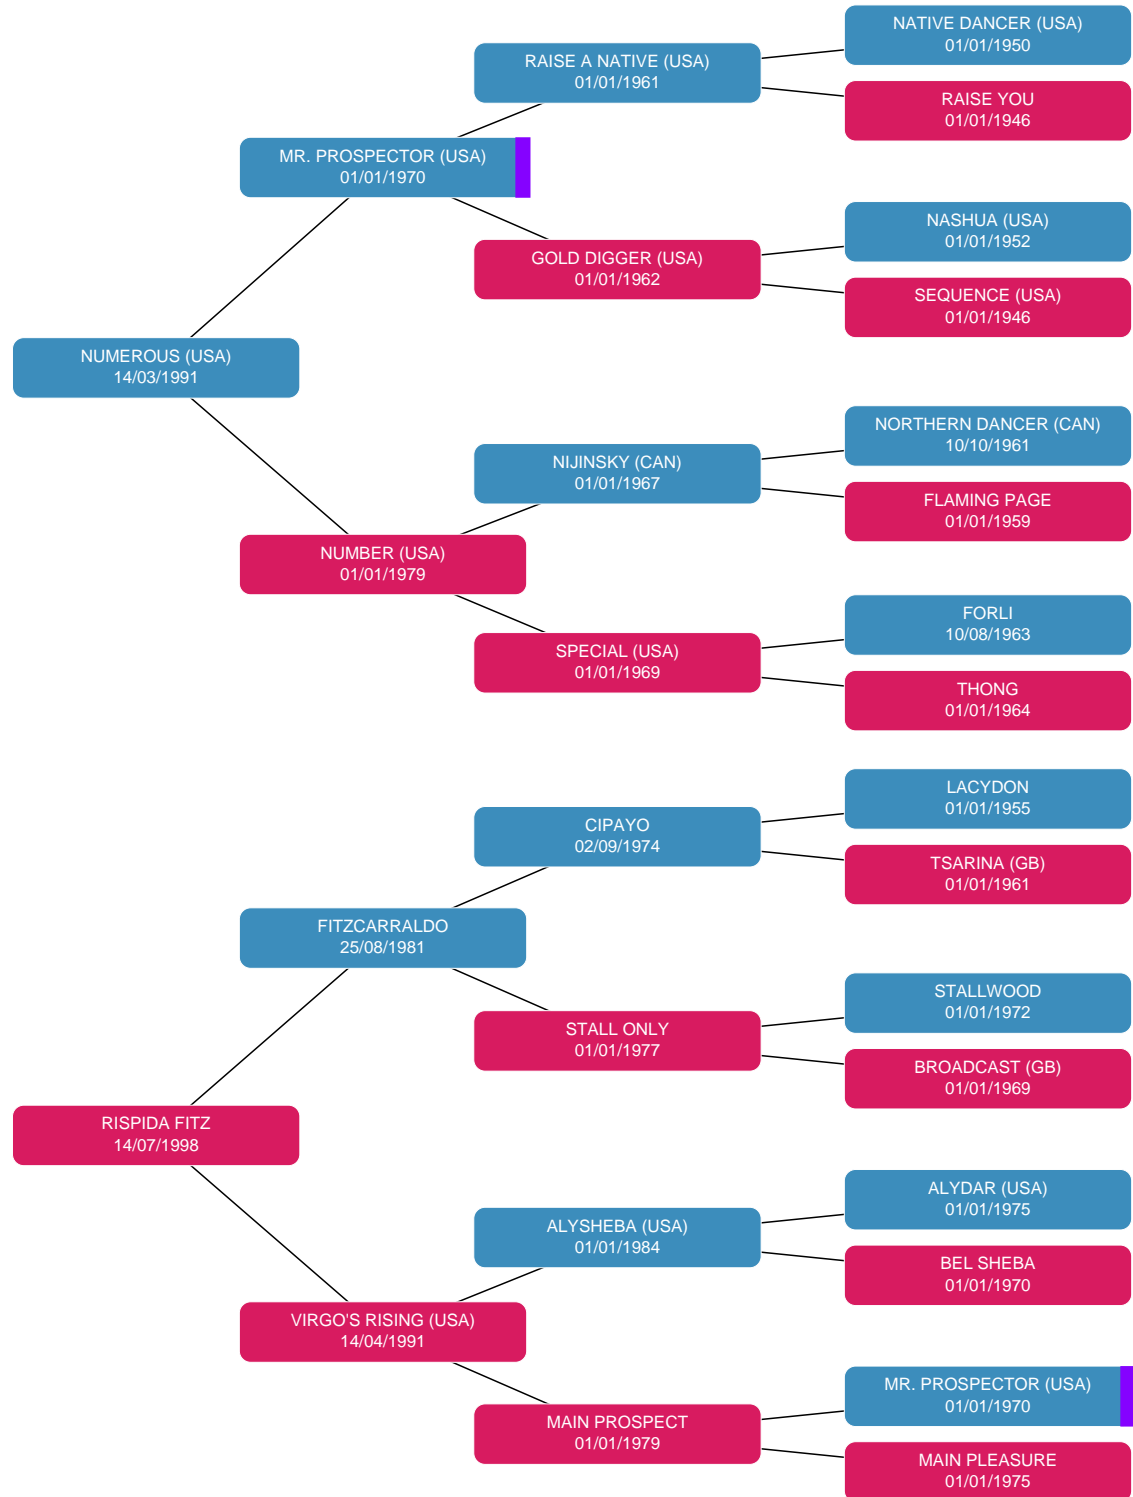 NATIVE DANCER (USA)
01/01/1950
RAISE A NATIVE (USA)
01/01/1961
RAISE YOU
01/01/1946
MR. PROSPECTOR (USA)
01/01/1970
NASHUA (USA)
01/01/1952
GOLD DIGGER (USA)
01/01/1962
SEQUENCE (USA)
01/01/1946
NUMEROUS (USA)
14/03/1991
NORTHERN DANCER (CAN)
10/10/1961
NIJINSKY (CAN)
01/01/1967
FLAMING PAGE
01/01/1959
NUMBER (USA)
01/01/1979
FORLI
10/08/1963
SPECIAL (USA)
01/01/1969
THONG
01/01/1964
LACYDON
01/01/1955
CIPAYO
02/09/1974
TSARINA (GB)
01/01/1961
FITZCARRALDO
25/08/1981
STALLWOOD
01/01/1972
STALL ONLY
01/01/1977
BROADCAST (GB)
01/01/1969
RISPIDA FITZ
14/07/1998
ALYDAR (USA)
01/01/1975
ALYSHEBA (USA)
01/01/1984
BEL SHEBA
01/01/1970
VIRGO'S RISING (USA)
14/04/1991
MR. PROSPECTOR (USA)
01/01/1970
MAIN PROSPECT
01/01/1979
MAIN PLEASURE
01/01/1975